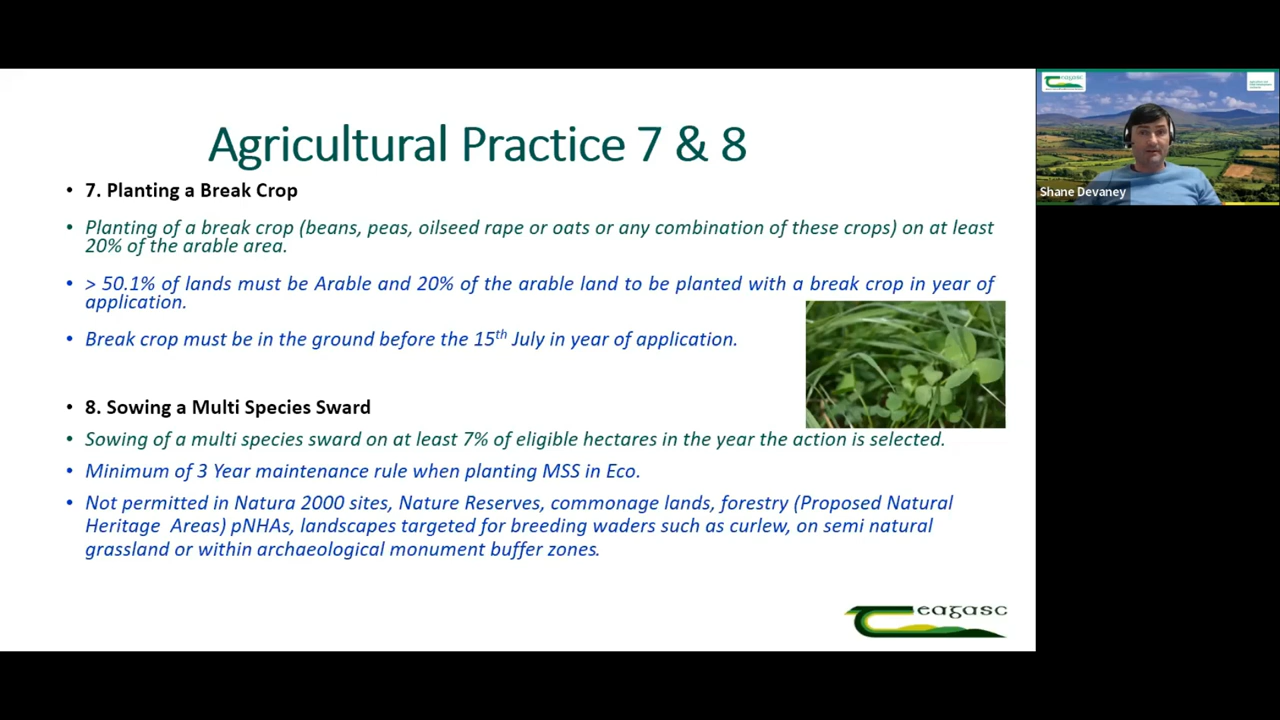 Agricultural Practice 7 & 8
• 7. Planting a Break Crop
• Planting of a break crop (beans, peas, oilseed rape or oats or any combination of these crops) on at least
20% of the arable area.
• > 50.1% of lands must be Arable and 20% of the arable land to be planted with a break crop in year of
application.
• Break crop must be in the ground before the 15th July in year of application.
• 8. Sowing a Multi Species Sward
• Sowing of a multi species sward on at least 7% of eligible hectares in the year the action is selected.
• Minimum of 3 Year maintenance rule when planting MSS in Eco.
• Not permitted in Natura 2000 sites, Nature Reserves, commonage lands, forestry (Proposed Natural
Heritage Areas) pNHAs, landscapes targeted for breeding waders such as curlew, on semi natural
grassland or within archaeological monument buffer zones.
teagasc
teagasc
Shane Devaney